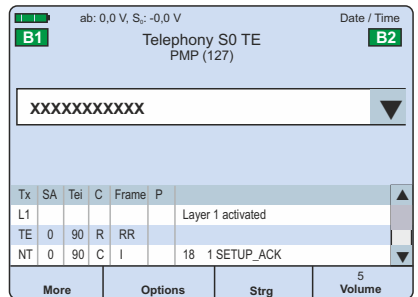 ab: 0,0 V, S₀: -0,0 V Date / Time
B1 Telephony S0 TE B2
PMP (127)
XXXXXXXXXXX
Tx SA Tei C Frame P
L1 Layer 1 activated
TE 0 90 R RR
NT 0 90 C I 18 1 SETUP_ACK
More Options Strg 5 Volume